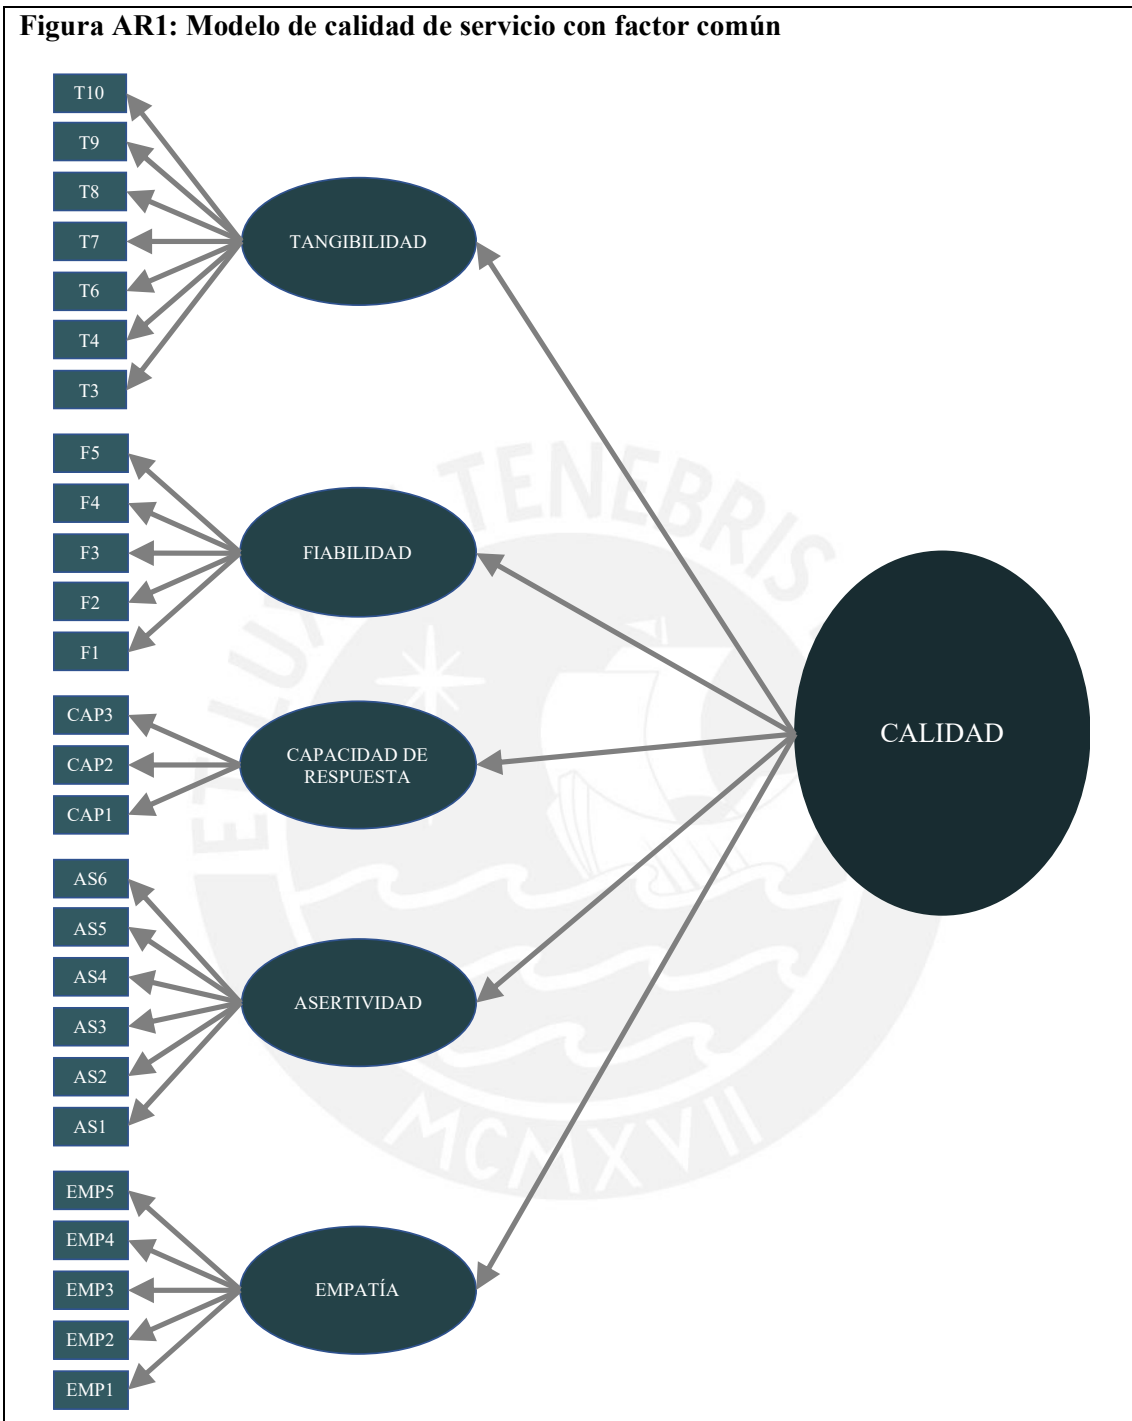 Figura AR1: Modelo de calidad de servicio con factor común
T10
T9
T8
T7
T6
T4
T3
TANGIBILIDAD
F5
F4
F3
F2
F1
FIABILIDAD
CAP3
CAP2
CAP1
CAPACIDAD DE
RESPUESTA
AS6
AS5
AS4
AS3
AS2
AS1
ASERTIVIDAD
EMP5
EMP4
EMP3
EMP2
EMP1
EMPATÍA
CALIDAD
TENEBRIS
MCMXVII